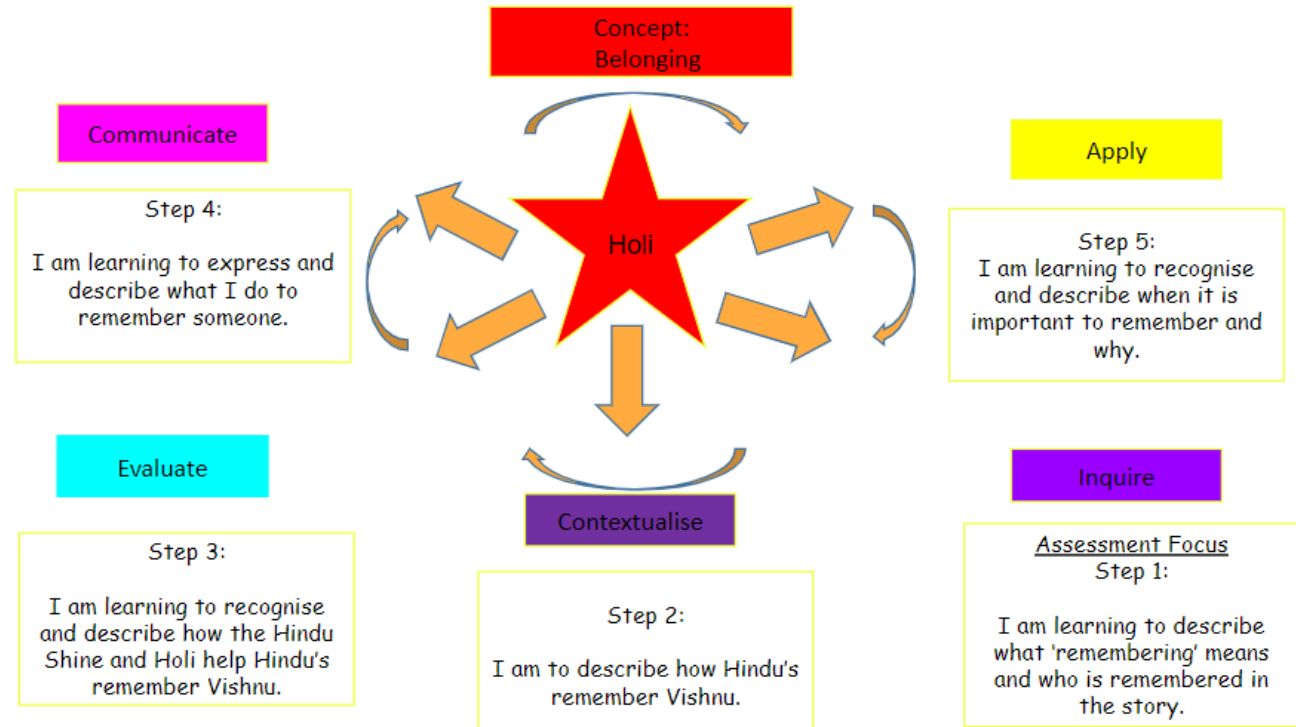 Concept:
Belonging
Communicate
Step 4:
I am learning to express and
describe what I do to
remember someone.
Holi
Apply
Step 5:
I am learning to recognise
and describe when it is
important to remember and
why.
Evaluate
Step 3:
I am learning to recognise
and describe how the Hindu
Shine and Holi help Hindu's
remember Vishnu.
Contextualise
Step 2:
I am to describe how Hindu's
remember Vishnu.
Inquire
Assessment Focus
Step 1:
I am learning to describe
what 'remembering' means
and who is remembered in
the story.